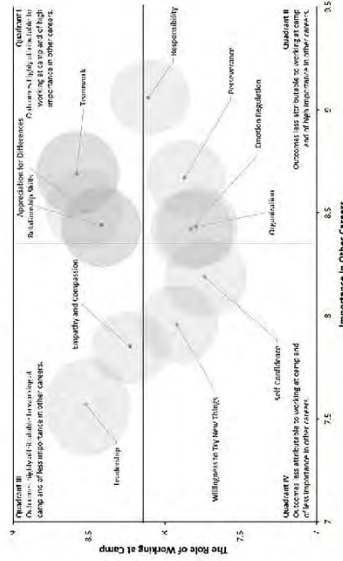 Quadrant I
Outcomes highly attributable to
working at camp and of high
importance in other careers.
Quadrant II
Outcomes less attributable to working at camp
and of high importance in other careers.
Quadrant III
Outcomes highly attributable to working at
camp and of less importance in other careers.
Quadrant IV
Outcomes less attributable to working at camp and
of less importance in other careers.
Appreciation for Differences
Relationship Skills
Teamwork
Responsibility
Perseverance
Emotion Regulation
Organization
Self Confidence
Willingness to Try New Things
Empathy and Compassion
Leadership
The Role of Working at Camp
9
8.5
8
7.5
7
7.5
8
8.5
9
9.5
Importance in Other Careers